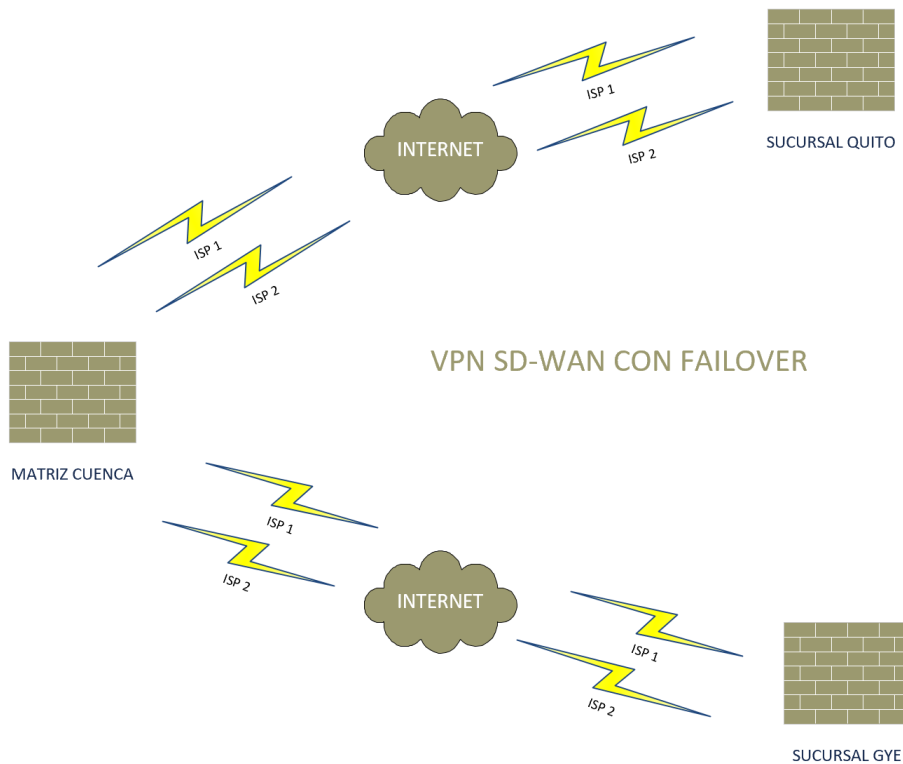 ISP 1
ISP 2
SUCURSAL QUITO
INTERNET
ISP 1
ISP 2
VPN SD-WAN CON FAILOVER
MATRIZ CUENCA
ISP 1
ISP 2
INTERNET
ISP 1
ISP 2
SUCURSAL GYE